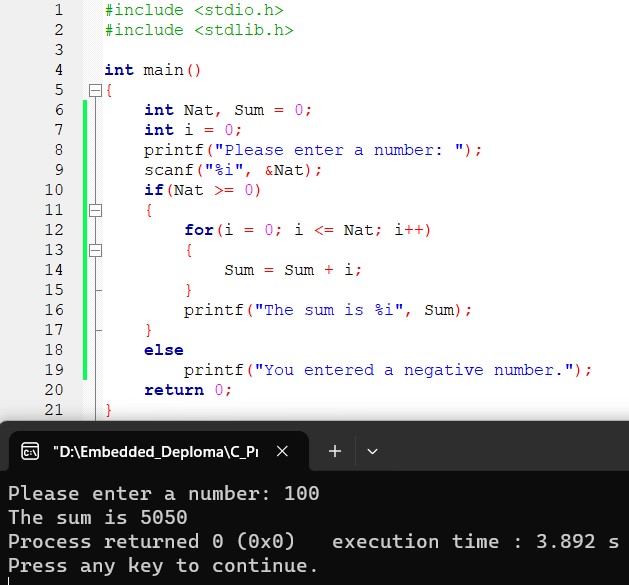 1 #include <stdio.h>
2 #include <stdlib.h>
3
4 int main()
5 {
6 int Nat, Sum = 0;
7 int i = 0;
8 printf("Please enter a number: ");
9 scanf("%i", &Nat);
10 if(Nat >= 0)
11 {
12 for(i = 0; i <= Nat; i++)
13 {
14 Sum = Sum + i;
15 }
16 printf("The sum is %i", Sum);
17 }
18 else
19 printf("You entered a negative number.");
20 return 0;
21 }
"D:\Embedded_Deploma\C_Pr
Please enter a number: 100
The sum is 5050
Process returned 0 (0x0) execution time : 3.892 s
Press any key to continue.